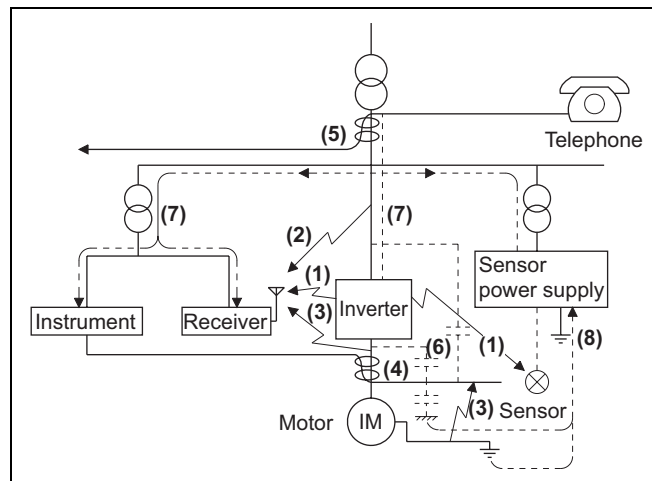 (5)
Telephone
(7)
(7)
(2)
(1)
(3)
Instrument
Receiver
Inverter
Sensor
power supply
(8)
(6)
(1)
(4)
(3)
Sensor
Motor
IM